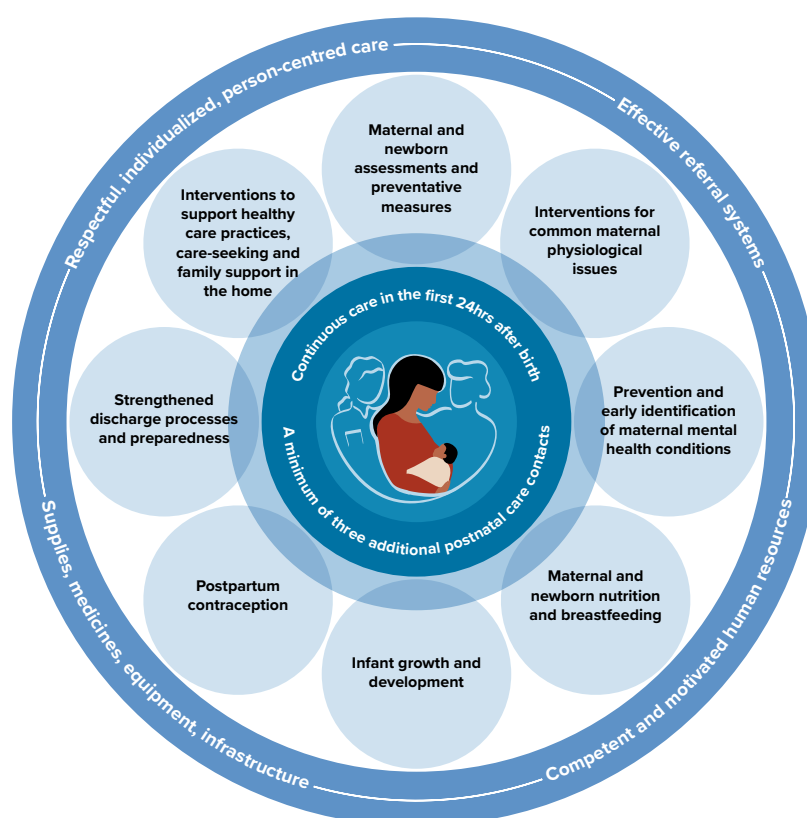 Respectful, individualized, person-centred care
Effective referral systems
Competent and motivated human resources
Supplies, medicines, equipment, infrastructure
Maternal and
newborn
assessments and
preventative
measures
Interventions for
common maternal
physiological
issues
Prevention and
early identification
of maternal mental
health conditions
Maternal and
newborn nutrition
and breastfeeding
Infant growth and
development
Postpartum
contraception
Strengthened
discharge processes
and preparedness
Interventions to
support healthy
care practices,
care-seeking and
family support in
the home
Continuous care in the first 24hrs after birth
A minimum of three additional postnatal care contacts